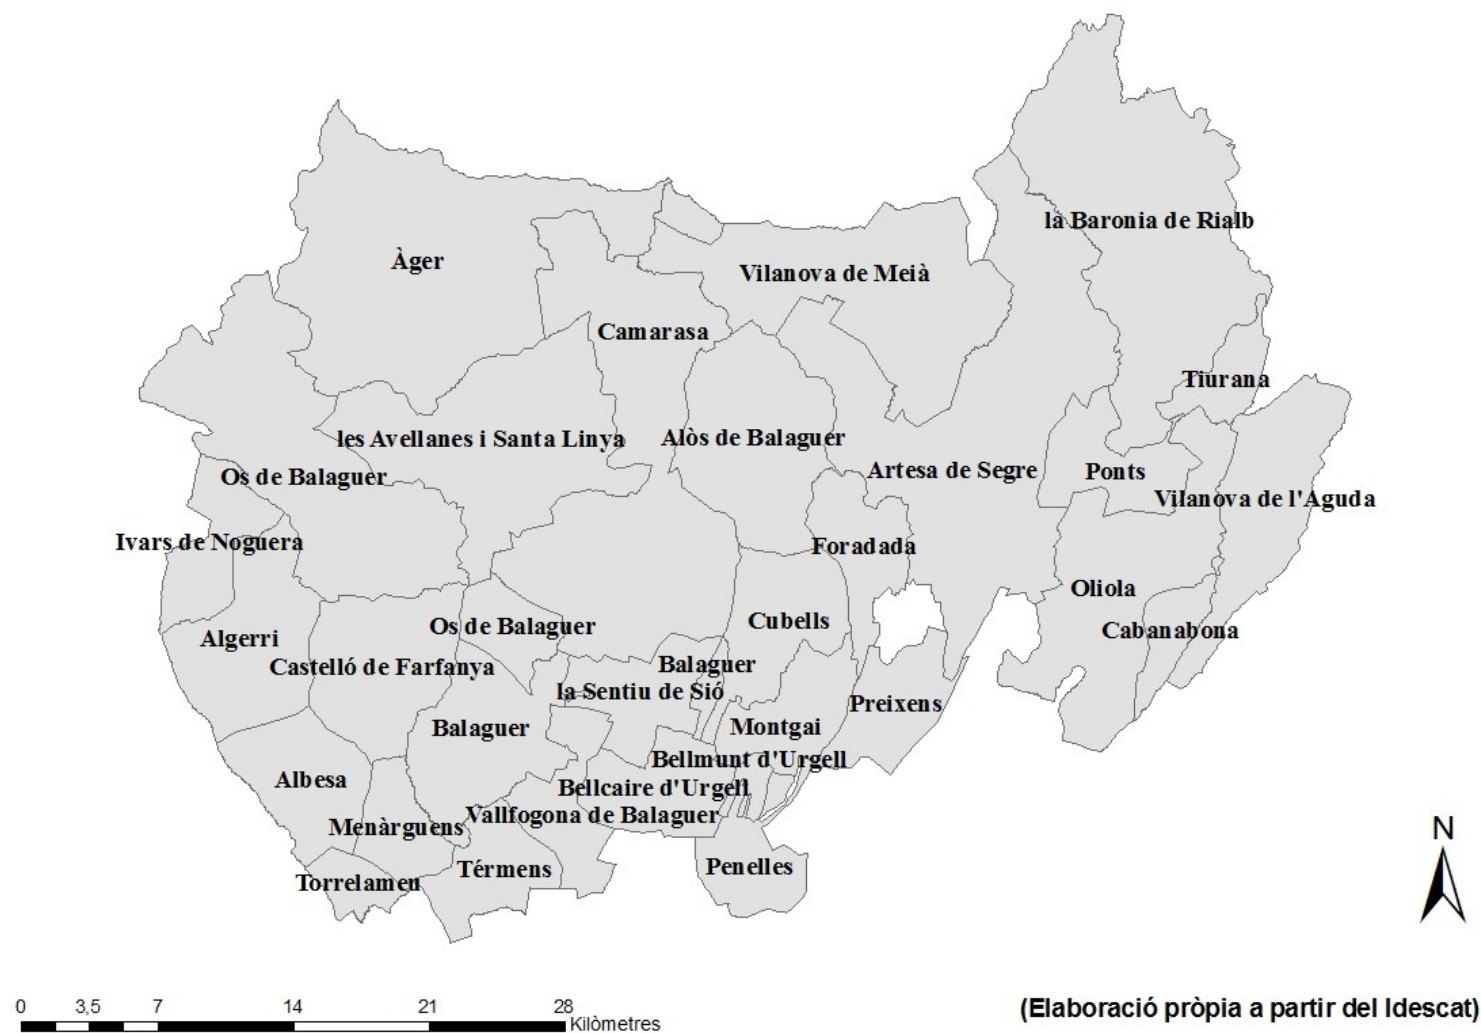 la Baronia de Rialb
Àger
Vilanova de Meià
Camarasa
Tiurana
les Avellanes i Santa Linya
Alòs de Balaguer
Artesa de Segre
Ponts
Os de Balaguer
Vilanova de l'Aguda
Ivars de Noguera
Foradada
Oliola
Cubells
Os de Balaguer
Cabanabona
Algerri
Castelló de Farfanya
Balaguer
la Sentiu de Sió
Preixens
Balaguer
Montgai
Bellmunt d'Urgell
Albesa
Bellcaire d'Urgell
Vallfogona de Balaguer
Menàrguens
Penelles
Térmens
Torrelameu
N
0 3,5 7 14 21 28
Kilòmetres
(Elaboració pròpia a partir del Idescat)